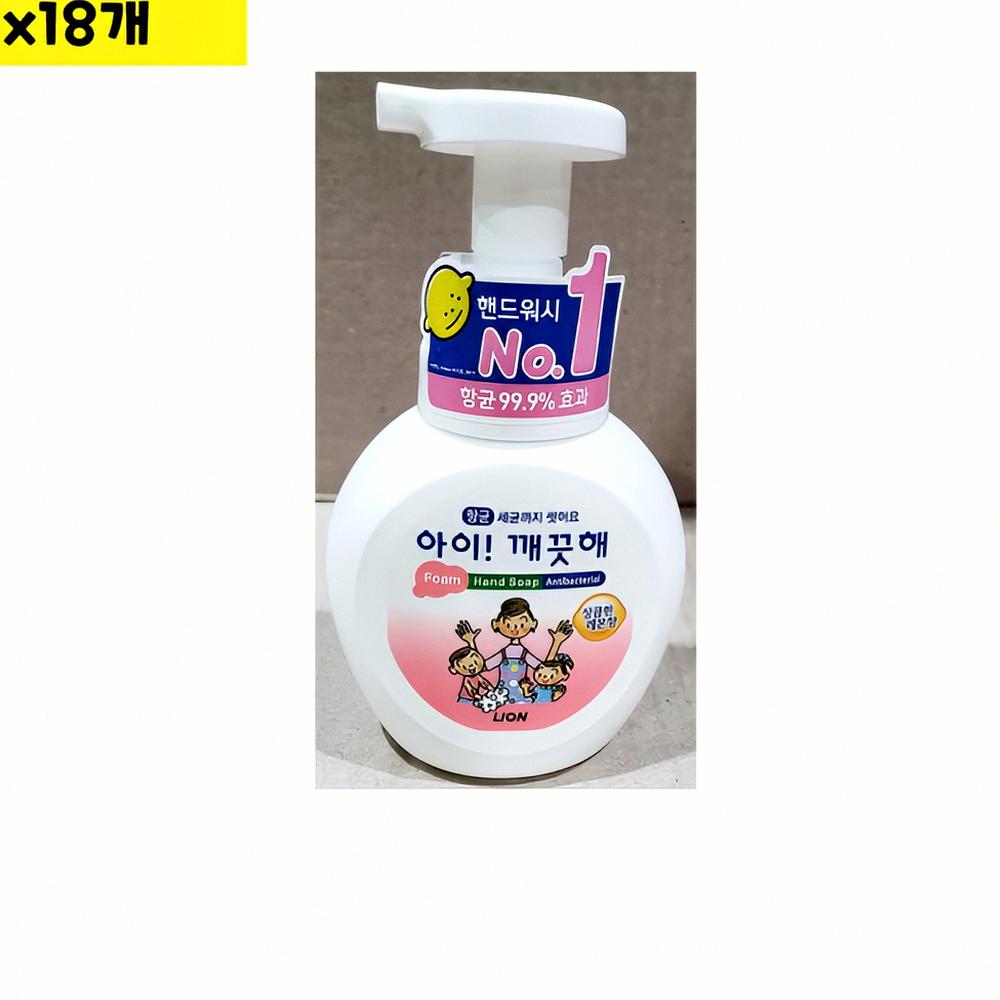 x18개
핸드워시
No.1
항균 99.9% 효과
항균 세균까지 씻어요
아이! 깨끗해
Foam Hand Soap Antibacterial
상큼한
레몬향
LION